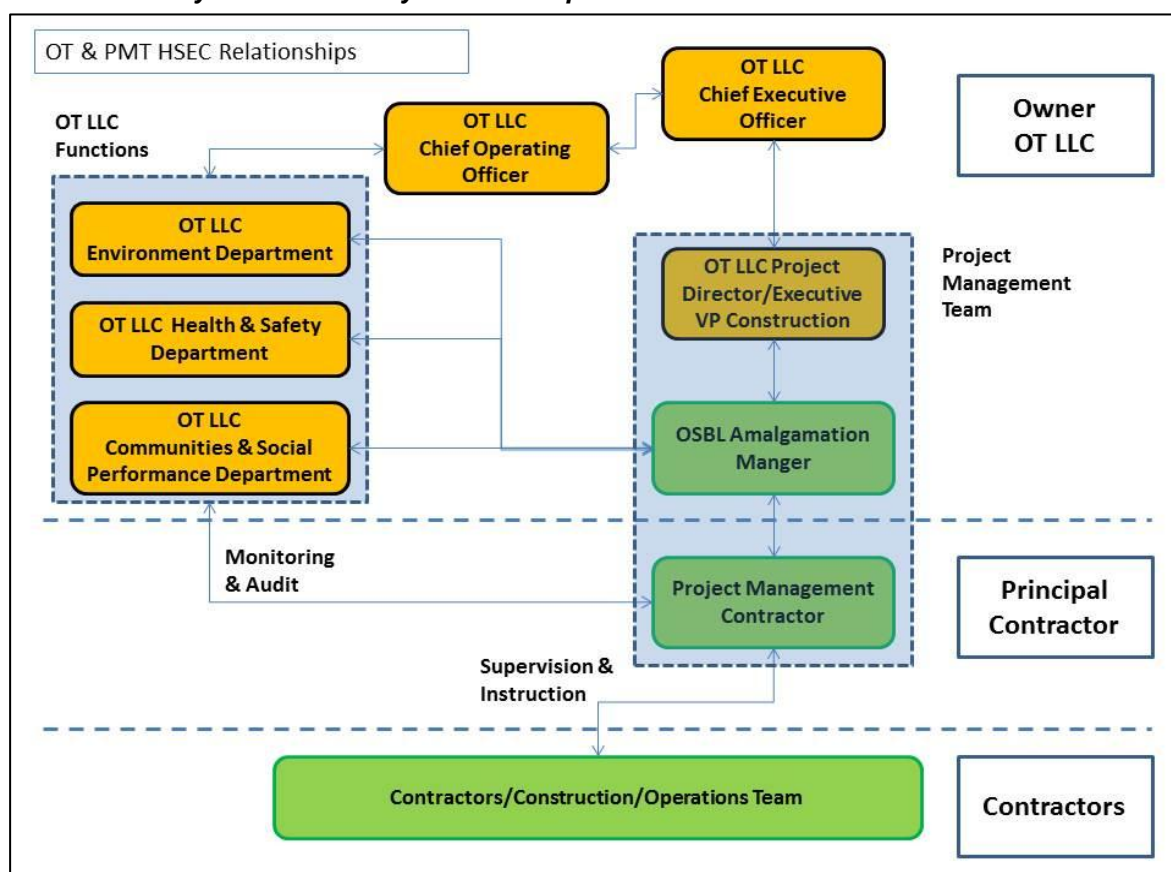 OT & PMT HSEC Relationships
OT LLC
Chief Executive
Officer
Owner
OT LLC
OT LLC
Functions
OT LLC
Chief Operating
Officer
OT LLC
Environment Department
OT LLC Health & Safety
Department
OT LLC
Communities & Social
Performance Department
OT LLC Project
Director/Executive
VP Construction
Project
Management
Team
OSBL Amalgamation
Manger
Monitoring
& Audit
Project Management
Contractor
Principal
Contractor
Supervision &
Instruction
Contractors/Construction/Operations Team
Contractors